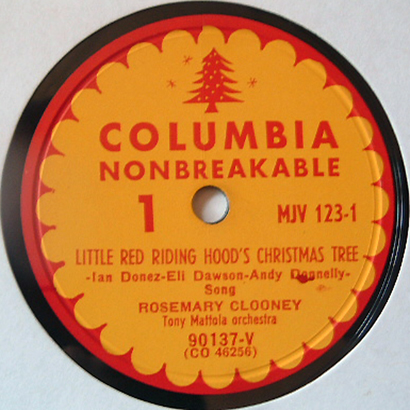 COLUMBIA
NONBREAKABLE
1 MJV 123-1
LITTLE RED RIDING HOOD'S CHRISTMAS TREE
-Ian Donez-Eli Dawson-Andy Donnelly-
Song
ROSEMARY CLOONEY
Tony Mattola orchestra
90137-V
(CO 46256)